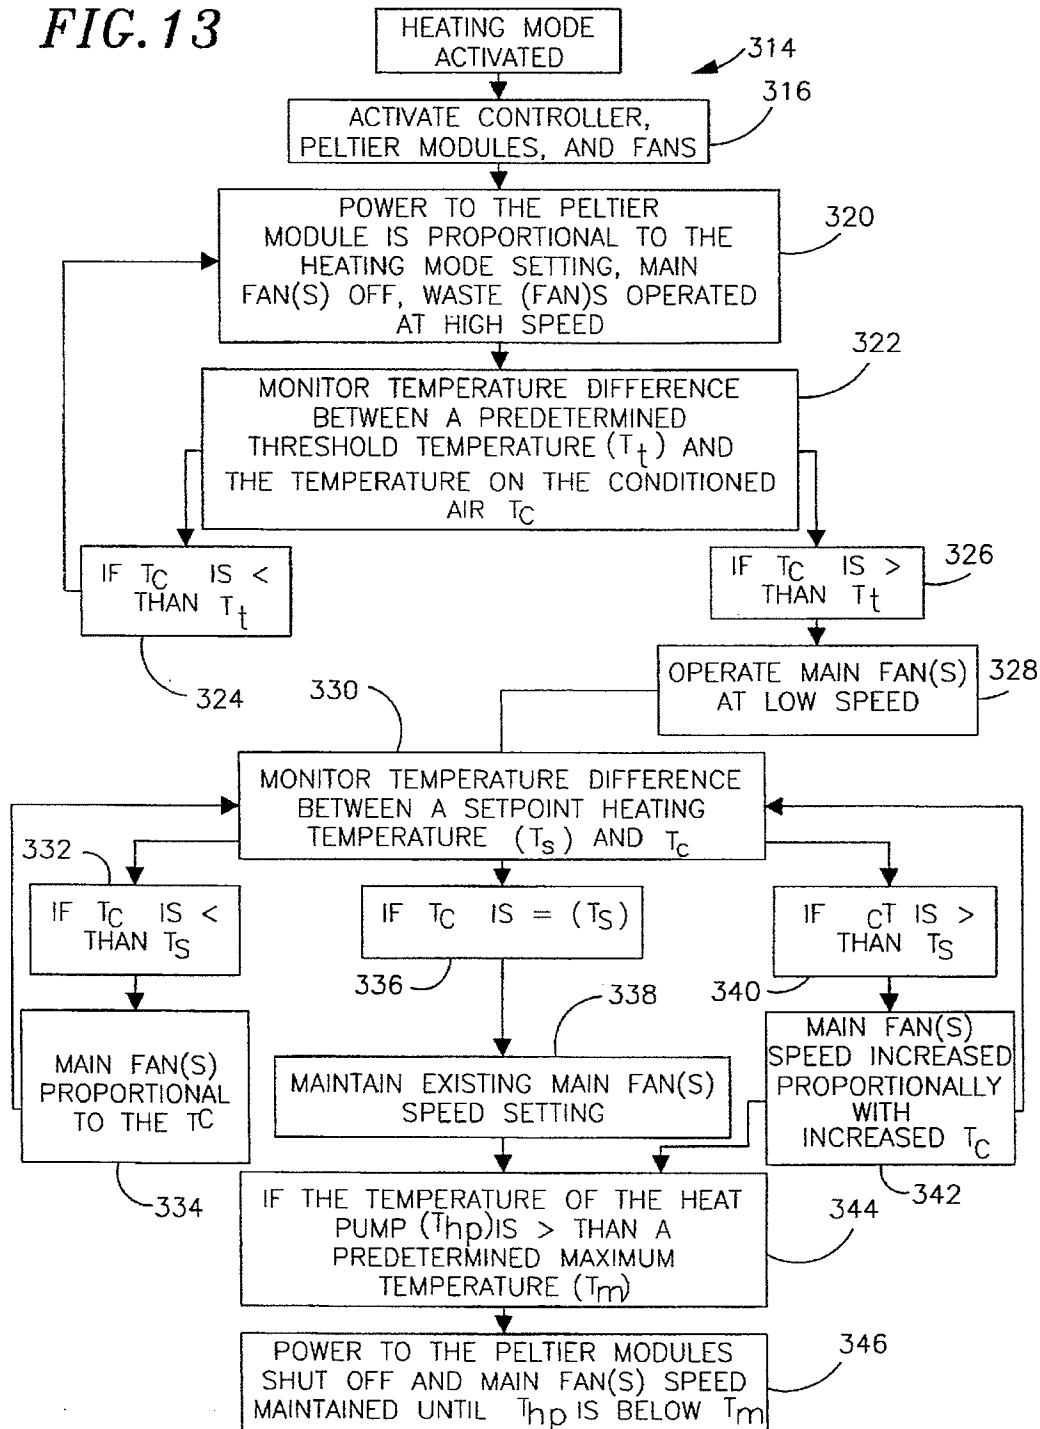 FIG.13
HEATING MODE
ACTIVATED
314
316
ACTIVATE CONTROLLER,
PELTIER MODULES, AND FANS
POWER TO THE PELTIER
MODULE IS PROPORTIONAL TO THE
HEATING MODE SETTING, MAIN
FAN(S) OFF, WASTE (FAN)S OPERATED
AT HIGH SPEED
320
322
MONITOR TEMPERATURE DIFFERENCE
BETWEEN A PREDETERMINED
THRESHOLD TEMPERATURE (Tt) AND
THE TEMPERATURE ON THE CONDITIONED
AIR TC
IF TC IS <
THAN Tt
324
IF TC IS >
THAN Tt
326
OPERATE MAIN FAN(S)
AT LOW SPEED
328
330
MONITOR TEMPERATURE DIFFERENCE
BETWEEN A SETPOINT HEATING
TEMPERATURE (Ts) AND Tc
332
IF TC IS <
THAN TS
IF TC IS = (TS)
336
IF CT IS >
THAN TS
340
338
MAIN FAN(S)
PROPORTIONAL
TO THE TC
334
MAINTAIN EXISTING MAIN FAN(S)
SPEED SETTING
MAIN FAN(S)
SPEED INCREASED
PROPORTIONALLY
WITH
INCREASED TC
342
IF THE TEMPERATURE OF THE HEAT
PUMP (Thp)IS > THAN A
PREDETERMINED MAXIMUM
TEMPERATURE (Tm)
344
POWER TO THE PELTIER MODULES
SHUT OFF AND MAIN FAN(S) SPEED
MAINTAINED UNTIL Thp IS BELOW Tm
346